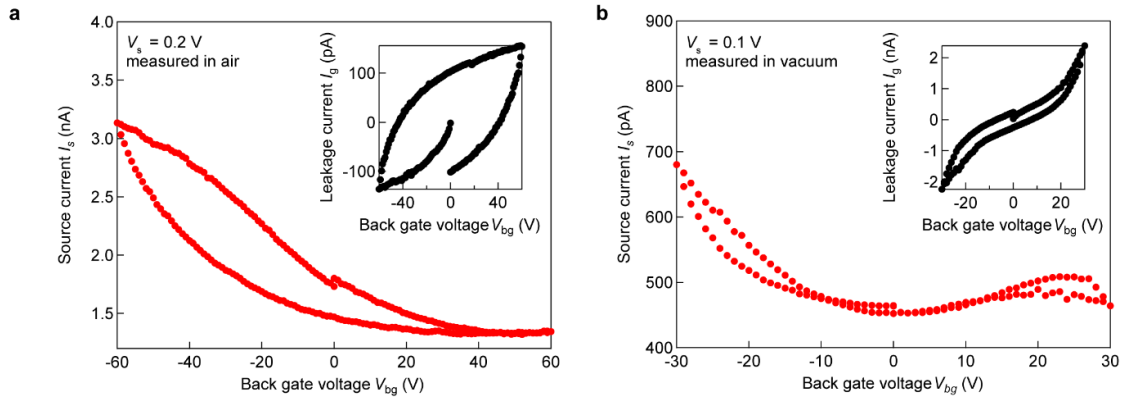 a
V_s = 0.2 V
measured in air
Source current I_s (nA)
4.0
3.5
3.0
2.5
2.0
1.5
-60
-40
-20
0
20
40
60
Back gate voltage V_bg (V)
Leakage current I_g (pA)
100
0
-100
-40
0
40
Back gate voltage V_bg (V)
b
V_s = 0.1 V
measured in vacuum
Source current I_s (pA)
900
800
700
600
500
400
-30
-20
-10
0
10
20
30
Back gate voltage V_bg (V)
Leakage current I_g (nA)
2
1
0
-1
-2
-20
0
20
Back gate voltage V_bg (V)